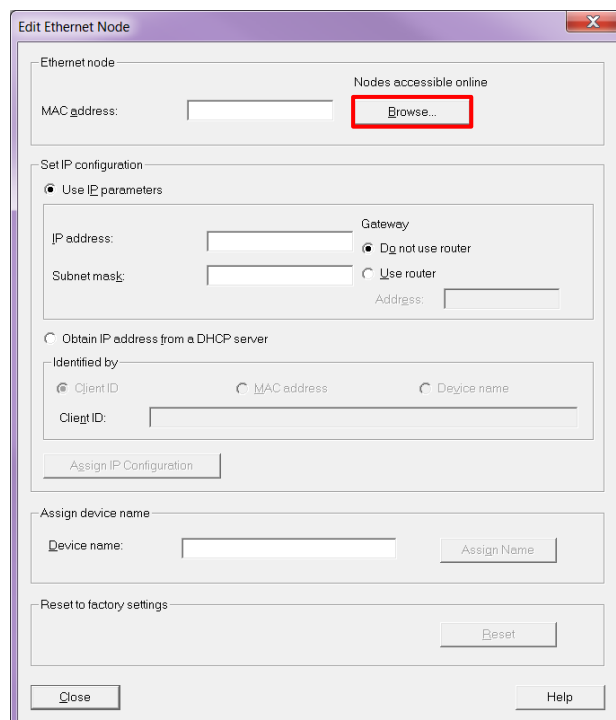 Edit Ethernet Node
X
Ethernet node
Nodes accessible online
MAC address:
Browse...
Set IP configuration
Use IP parameters
Gateway
IP address:
Do not use router
Subnet mask:
Use router
Address:
Obtain IP address from a DHCP server
Identified by
Client ID MAC address Device name
Client ID:
Assign IP Configuration
Assign device name
Device name:
Assign Name
Reset to factory settings
Reset
Close Help